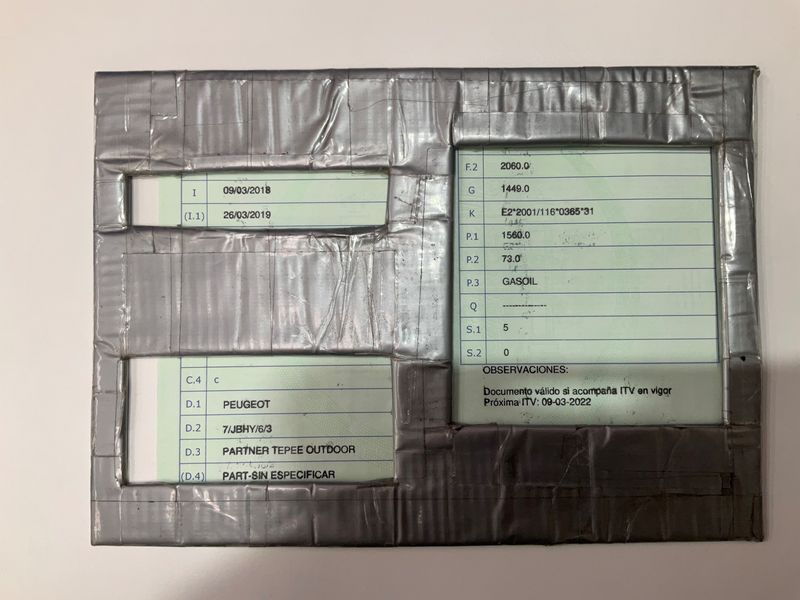 I 09/03/2018
(I.1) 26/03/2019
C.4 c
D.1 PEUGEOT
D.2 7/JBHY/6/3
D.3 PARTNER TEPEE OUTDOOR
(D.4) PART-SIN ESPECIFICAR
F.2 2060.0
G 1449.0
K E2*2001/116*0365*31
P.1 1560.0
P.2 73.0
P.3 GASOIL
Q --------------
S.1 5
S.2 0
OBSERVACIONES:
Documento válido si acompaña ITV en vigor
Próxima ITV: 09-03-2022